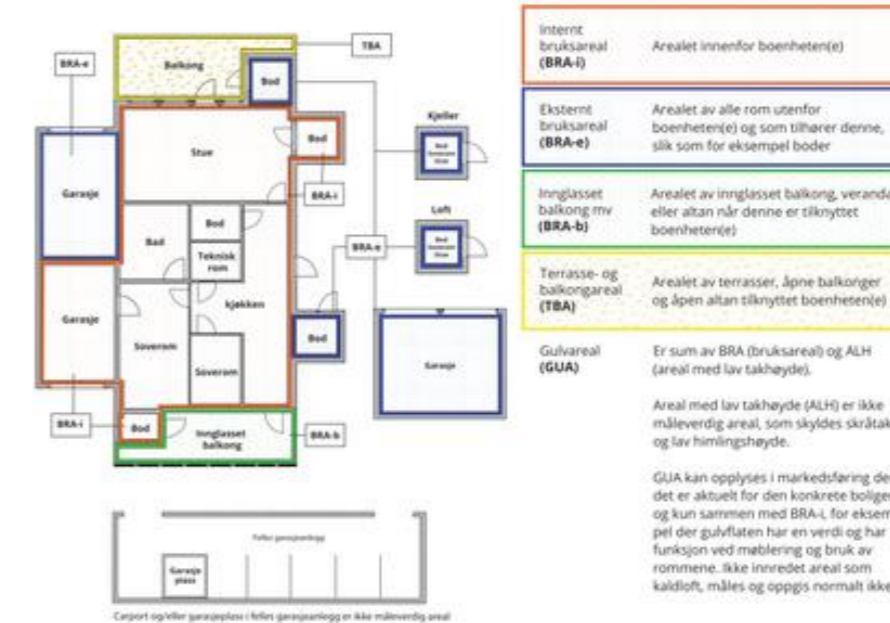 TBA
BRA-e
Balkong
Bod
Kjeller
Bod
Stue
Bod
Garasje
BRA-i
Loft
Bod
Bad
Teknisk
rom
BRA-e
Bod
kjøkken
Garasje
Soverom
Bod
Garasje
Soverom
BRA-i
Bod
Innglasset
balkong
BRA-b
Felles garasjeanlegg
Garasje
plass
Carport og/eller garasjeplass i felles garasjeanlegg er ikke måleverdig areal
Internt
bruksareal
(BRA-i)
Arealet innenfor boenheten(e)
Eksternt
bruksareal
(BRA-e)
Arealet av alle rom utenfor
boenheten(e) og som tilhører denne,
slik som for eksempel boder
Innglasset
balkong mv
(BRA-b)
Arealet av innglasset balkong, veranda
eller altan når denne er tilknyttet
boenheten(e)
Terrasse- og
balkongareal
(TBA)
Arealet av terrasser, åpne balkonger
og åpen altan tilknyttet boenheten(e)
Gulvareal
(GUA)
Er sum av BRA (bruksareal) og ALH
(areal med lav takhøyde).
Areal med lav takhøyde (ALH) er ikke
måleverdig areal, som skyldes skråtak
og lav himlingshøyde.
GUA kan opplyses i markedsføring de
det er aktuelt for den konkrete bolige
og kun sammen med BRA-i, for eksem
pel der gulvflaten har en verdi og har
funksjon ved møblering og bruk av
rommene. Ikke innredet areal som
kaldloft, måles og oppgis normalt ikke